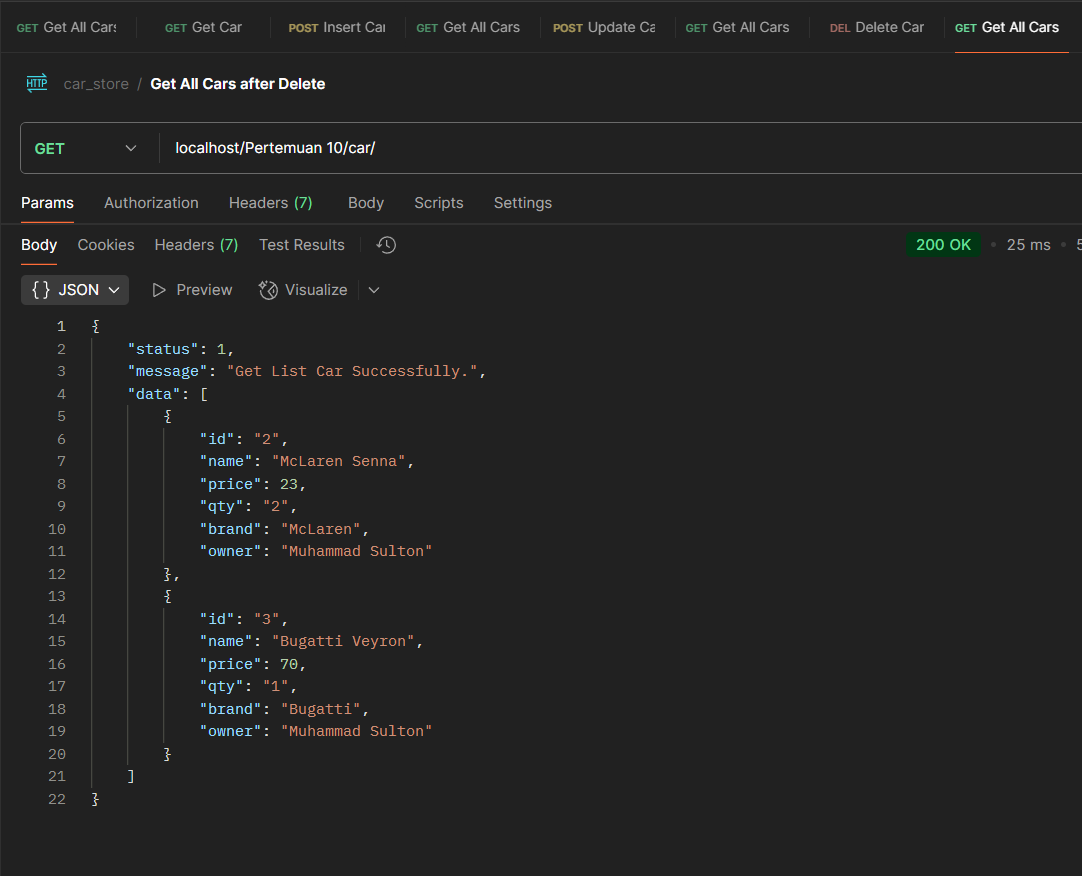 GET Get All Cars GET Get Car POST Insert Car GET Get All Cars POST Update Ca GET Get All Cars DEL Delete Car GET Get All Cars
HTTP car_store / Get All Cars after Delete
GET localhost/Pertemuan 10/car/
Params Authorization Headers (7) Body Scripts Settings
Body Cookies Headers (7) Test Results 200 OK • 25 ms • 5
{} JSON Preview Visualize
1 {
2 "status": 1,
3 "message": "Get List Car Successfully.",
4 "data": [
5 {
6 "id": "2",
7 "name": "McLaren Senna",
8 "price": 23,
9 "qty": "2",
10 "brand": "McLaren",
11 "owner": "Muhammad Sulton"
12 },
13 {
14 "id": "3",
15 "name": "Bugatti Veyron",
16 "price": 70,
17 "qty": "1",
18 "brand": "Bugatti",
19 "owner": "Muhammad Sulton"
20 }
21 ]
22 }